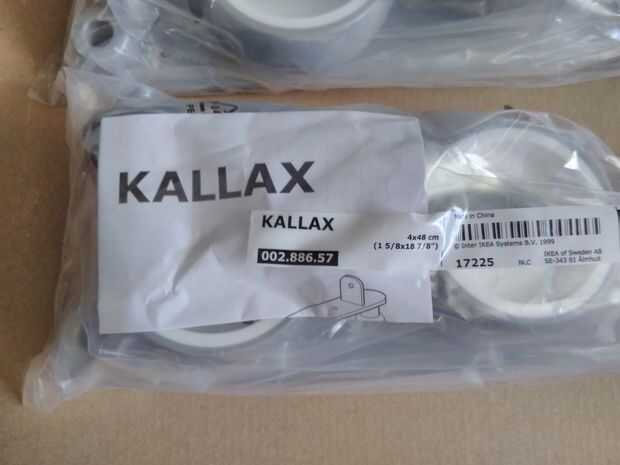 KALLAX
KALLAX
4x48 cm
(1 5/8x18 7/8")
002.886.57
in China
© Inter IKEA Systems B.V. 1999
17225
IKEA of Sweden AB
SE-343 81 Älmhult